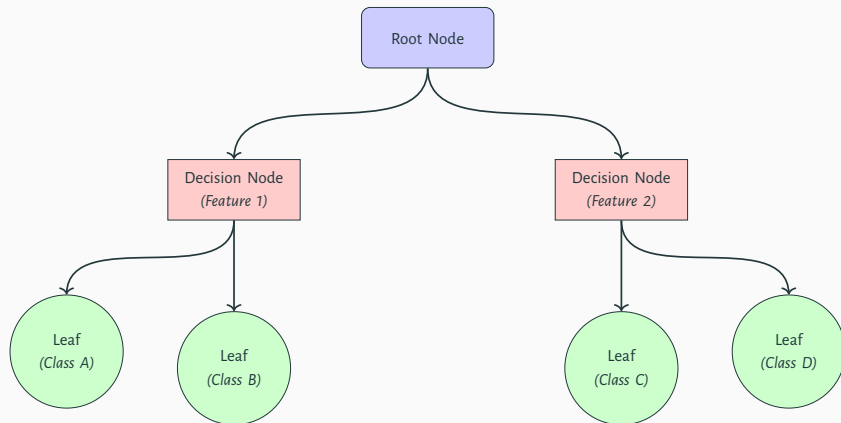 Root Node
Decision Node
(Feature 1)
Decision Node
(Feature 2)
Leaf
(Class A)
Leaf
(Class B)
Leaf
(Class C)
Leaf
(Class D)